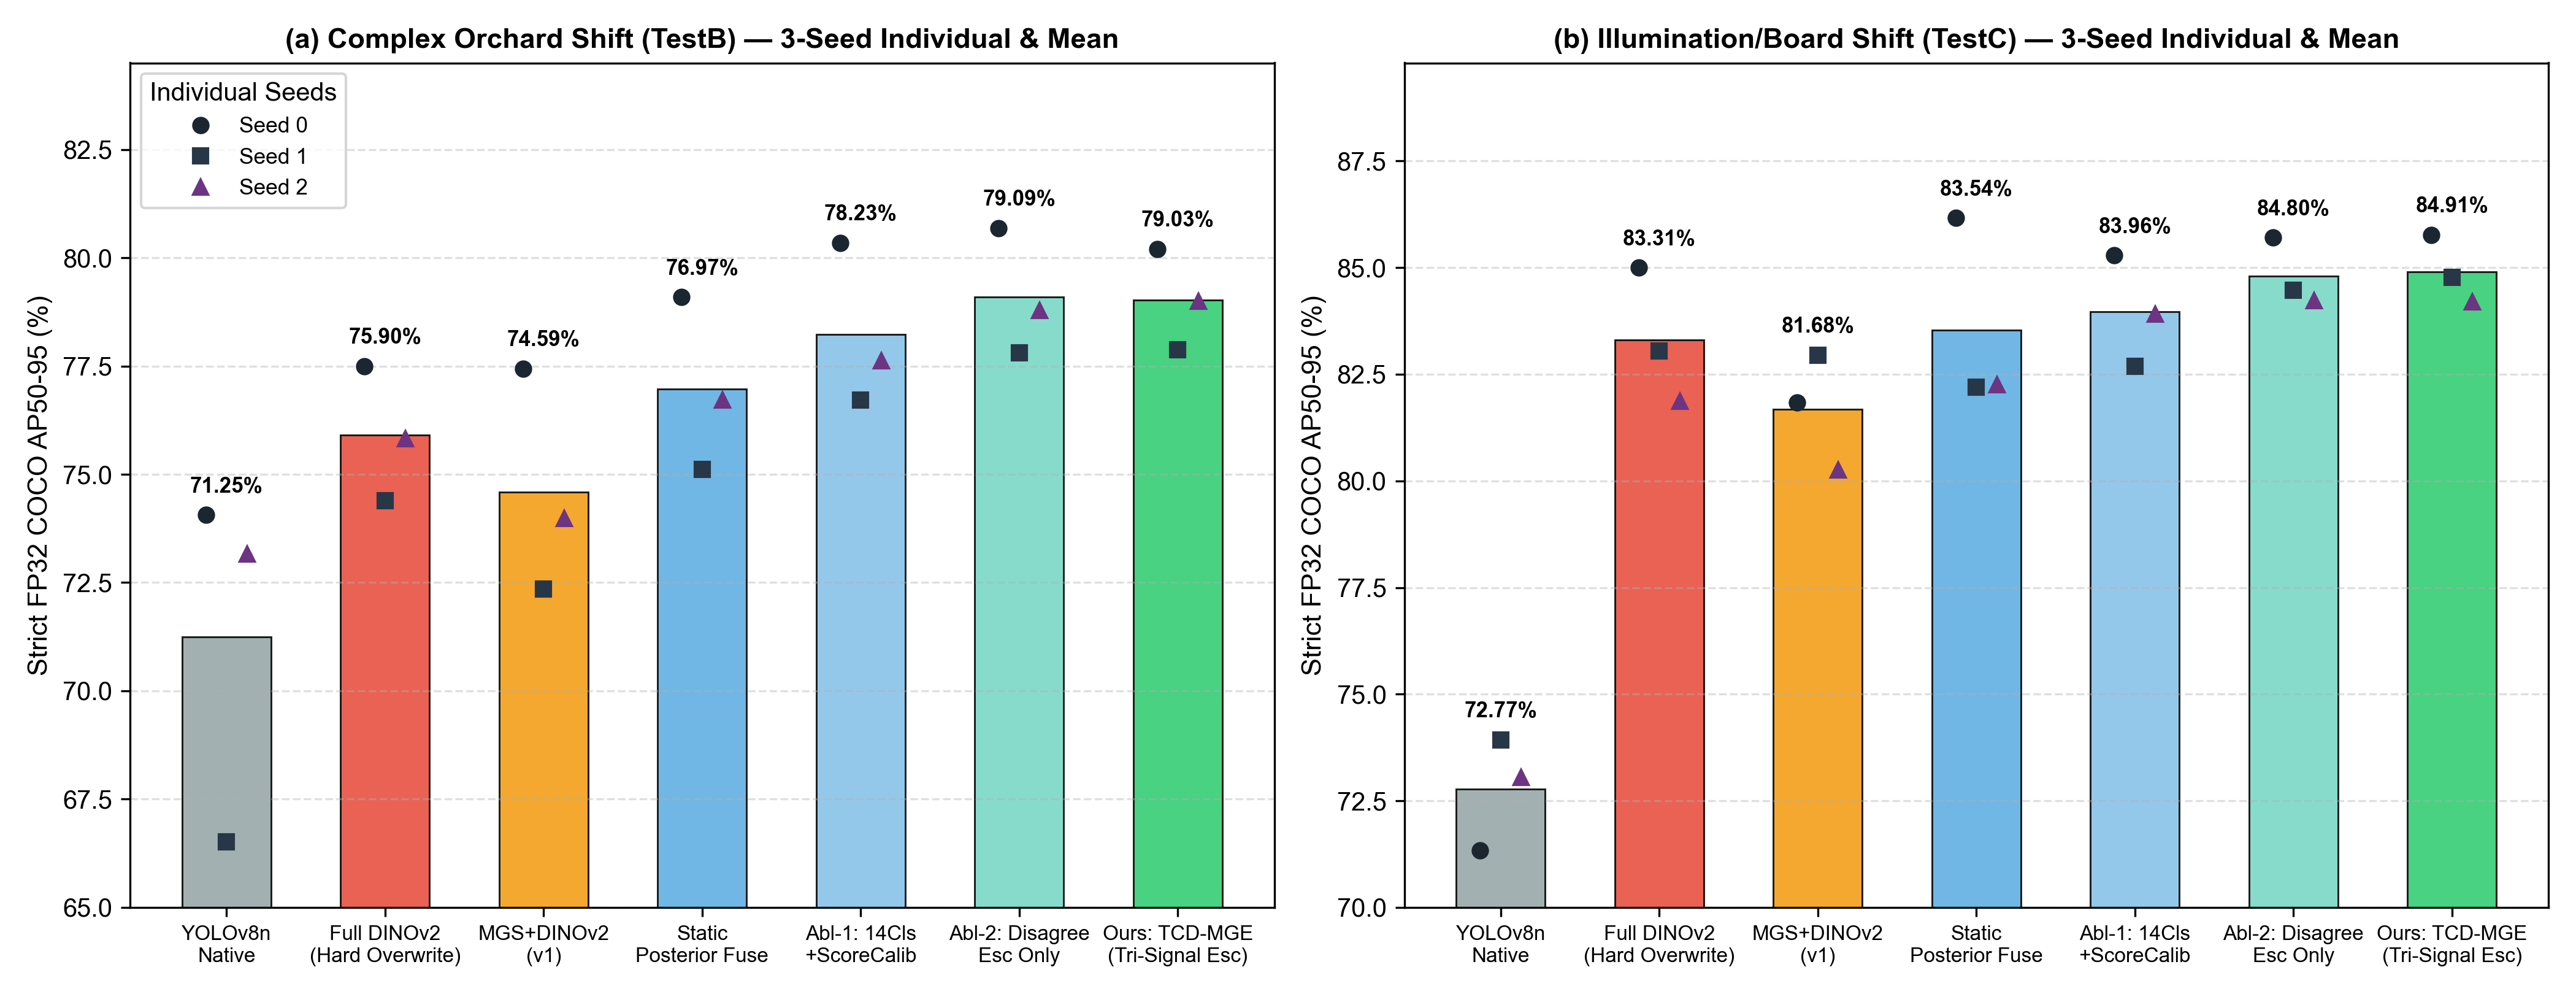 (a) Complex Orchard Shift (TestB) — 3-Seed Individual & Mean
Strict FP32 COCO AP50-95 (%)
82.5
80.0
77.5
75.0
72.5
70.0
67.5
65.0
Individual Seeds
Seed 0
Seed 1
Seed 2
71.25%
75.90%
74.59%
76.97%
78.23%
79.09%
79.03%
YOLOv8n
Native
Full DINOv2
(Hard Overwrite)
MGS+DINOv2
(v1)
Static
Posterior Fuse
Abl-1: 14Cls
+ScoreCalib
Abl-2: Disagree
Esc Only
Ours: TCD-MGE
(Tri-Signal Esc)
(b) Illumination/Board Shift (TestC) — 3-Seed Individual & Mean
Strict FP32 COCO AP50-95 (%)
87.5
85.0
82.5
80.0
77.5
75.0
72.5
70.0
72.77%
83.31%
81.68%
83.54%
83.96%
84.80%
84.91%
YOLOv8n
Native
Full DINOv2
(Hard Overwrite)
MGS+DINOv2
(v1)
Static
Posterior Fuse
Abl-1: 14Cls
+ScoreCalib
Abl-2: Disagree
Esc Only
Ours: TCD-MGE
(Tri-Signal Esc)